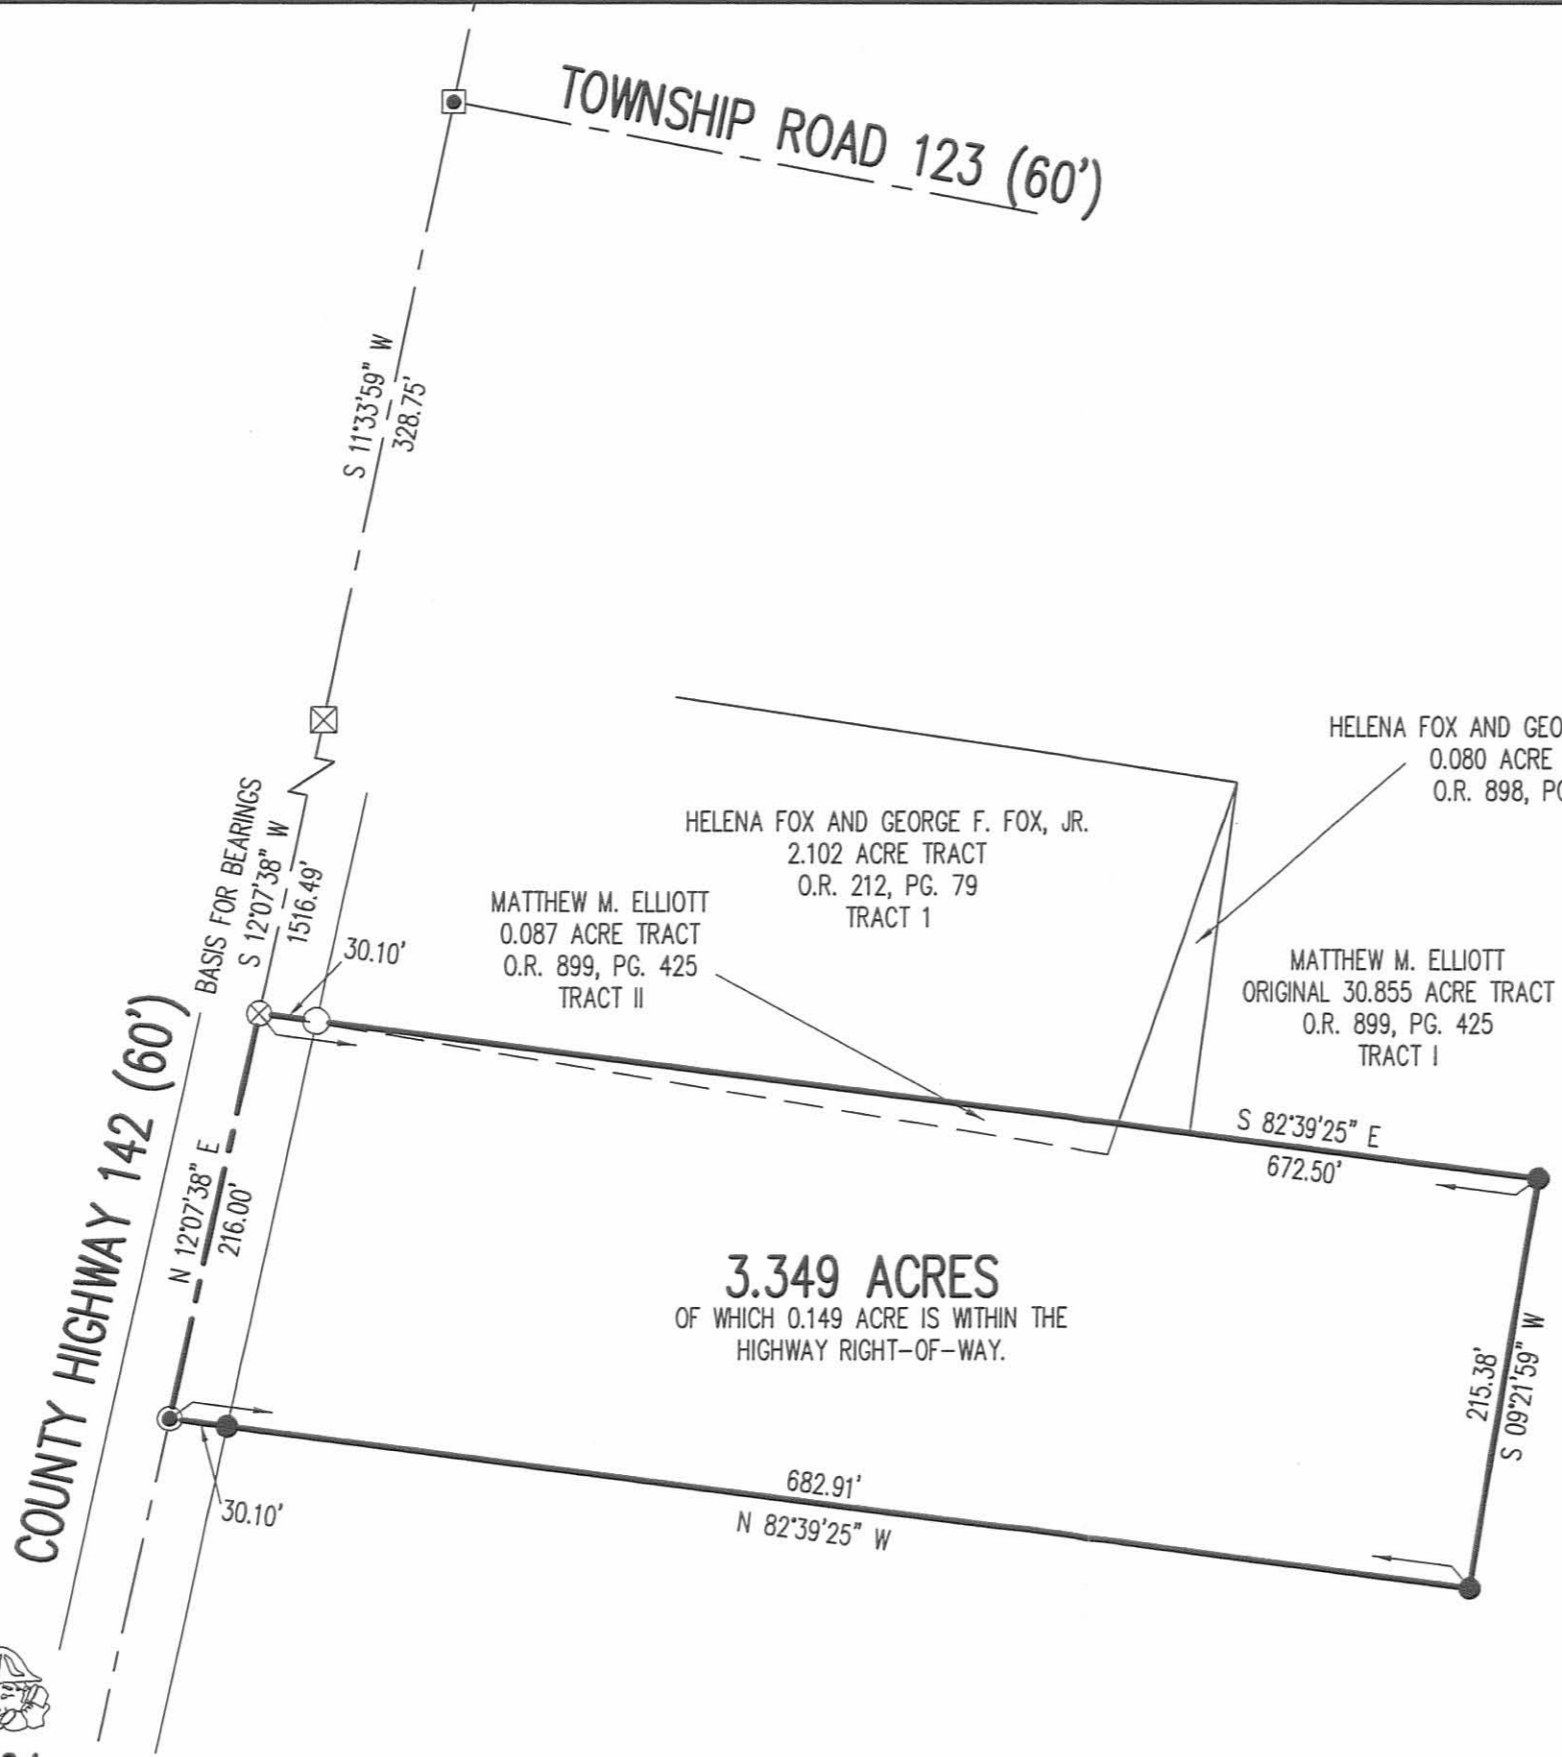 TOWNSHIP ROAD 123 (60')
S 11°33'59" W
328.75'
HELENA FOX AND GEO
0.080 ACRE
O.R. 898, PG
HELENA FOX AND GEORGE F. FOX, JR.
2.102 ACRE TRACT
O.R. 212, PG. 79
TRACT 1
BASIS FOR BEARINGS
S 12°07'38" W
1516.49'
30.10'
MATTHEW M. ELLIOTT
0.087 ACRE TRACT
O.R. 899, PG. 425
TRACT II
MATTHEW M. ELLIOTT
ORIGINAL 30.855 ACRE TRACT
O.R. 899, PG. 425
TRACT I
COUNTY HIGHWAY 142 (60')
N 12°07'38" E
216.00'
S 82°39'25" E
672.50'
3.349 ACRES
OF WHICH 0.149 ACRE IS WITHIN THE
HIGHWAY RIGHT-OF-WAY.
215.38'
S 09°21'59" W
682.91'
N 82°39'25" W
30.10'